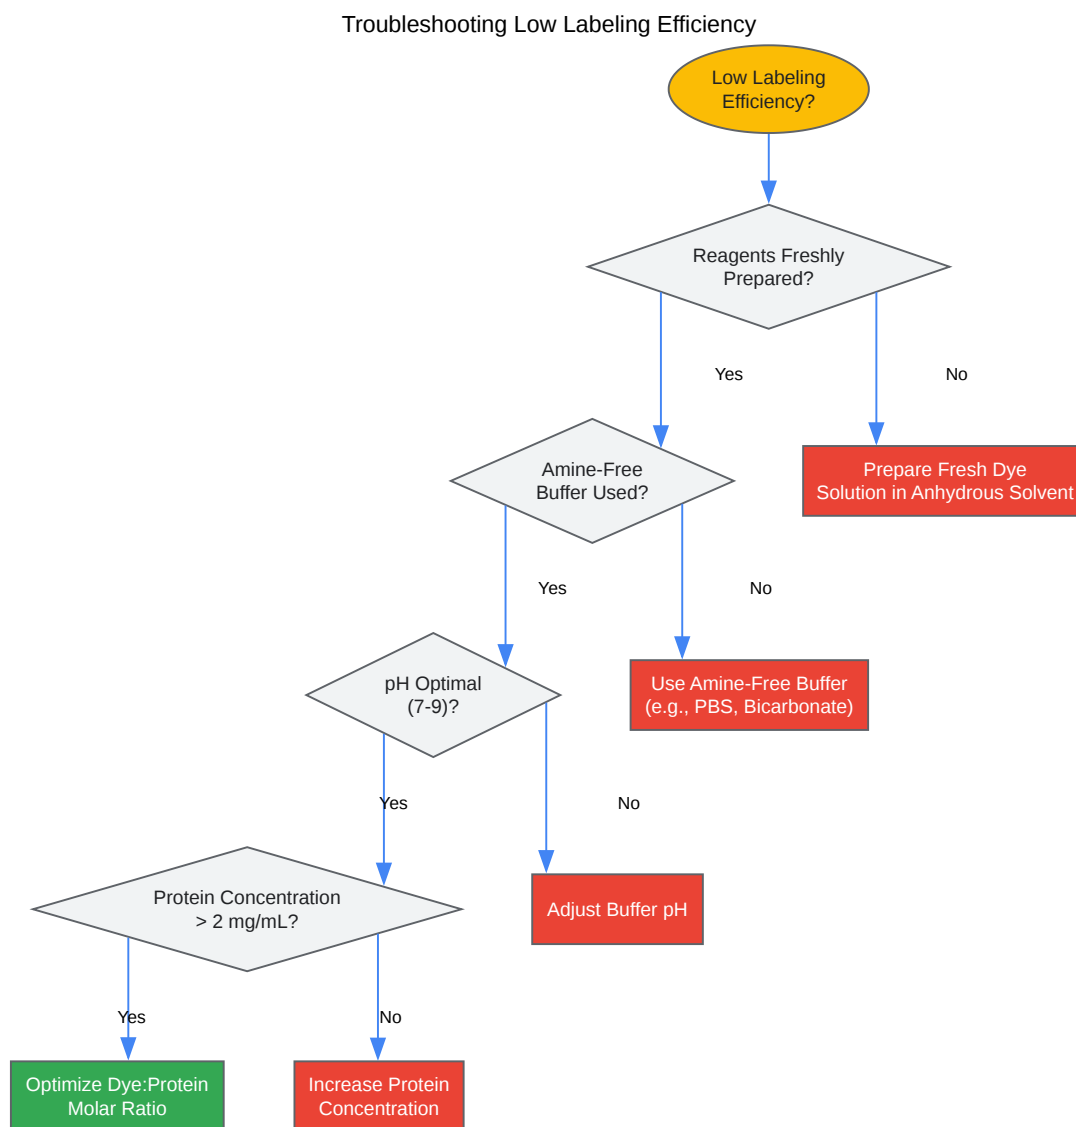 Troubleshooting Low Labeling Efficiency
Low Labeling
Efficiency?
Reagents Freshly
Prepared?
Yes
No
Amine-Free
Buffer Used?
Prepare Fresh Dye
Solution in Anhydrous Solvent
Yes
No
pH Optimal
(7-9)?
Use Amine-Free Buffer
(e.g., PBS, Bicarbonate)
Yes
No
Protein Concentration
> 2 mg/mL?
Adjust Buffer pH
Yes
No
Optimize Dye:Protein
Molar Ratio
Increase Protein
Concentration